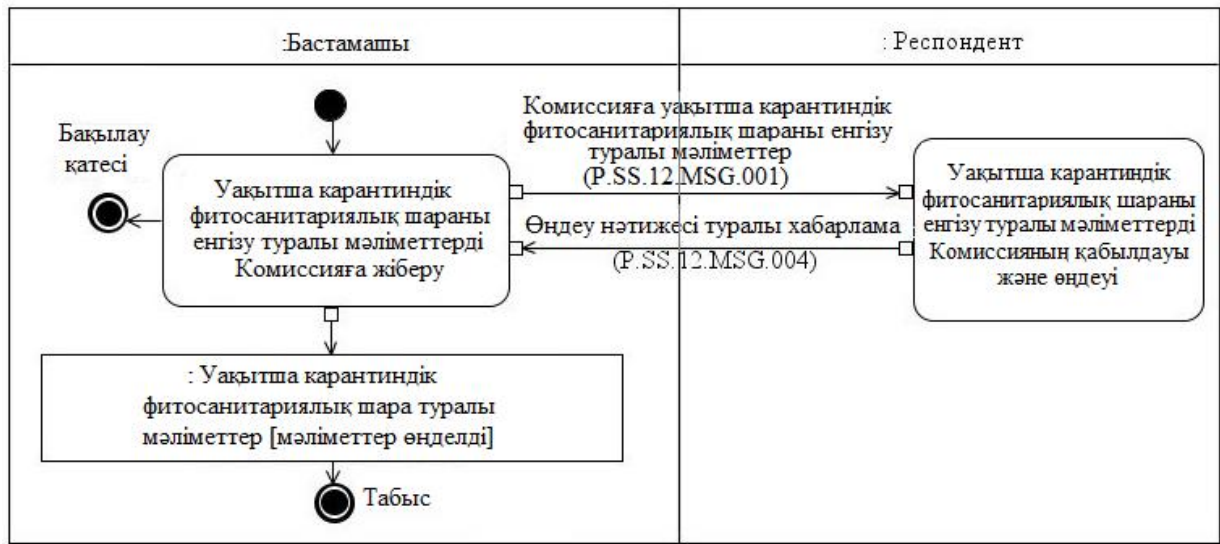 :Бастамашы
: Респондент
Бақылау
қатесі
Уақытша карантиндік
фитосанитариялық шараны
енгізу туралы мәліметтерді
Комиссияға жіберу
Комиссияға уақытша карантиндік
фитосанитариялық шараны енгізу
туралы мәліметтер
(P.SS.12.MSG.001)
Өңдеу нәтижесі туралы хабарлама
(P.SS.12.MSG.004)
Уақытша карантиндік
фитосанитариялық шараны
енгізу туралы мәліметтерді
Комиссияның қабылдауы
және өңдеуі
: Уақытша карантиндік
фитосанитариялық шара туралы
мәліметтер [мәліметтер өңделді]
Табыс